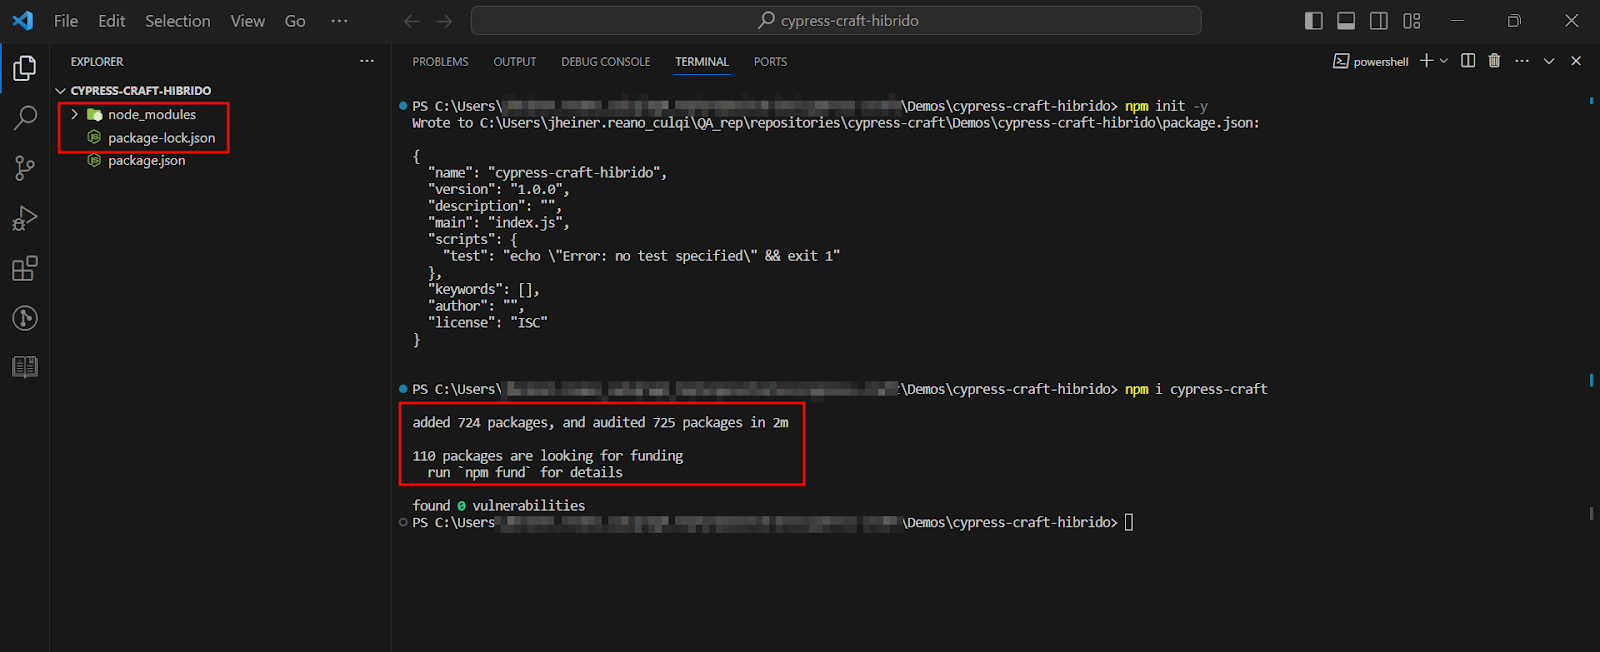 File Edit Selection View Go ···
cypress-craft-hibrido
EXPLORER ···
CYPRESS-CRAFT-HIBRIDO
node_modules
package-lock.json
package.json
PROBLEMS OUTPUT DEBUG CONSOLE TERMINAL PORTS
powershell
PS C:\Users\ \Demos\cypress-craft-hibrido> npm init -y
Wrote to C:\Users\jheiner.reano_culqi\QA_rep\repositories\cypress-craft\Demos\cypress-craft-hibrido\package.json:
{
"name": "cypress-craft-hibrido",
"version": "1.0.0",
"description": "",
"main": "index.js",
"scripts": {
"test": "echo \"Error: no test specified\" && exit 1"
},
"keywords": [],
"author": "",
"license": "ISC"
}
PS C:\Users\ \Demos\cypress-craft-hibrido> npm i cypress-craft
added 724 packages, and audited 725 packages in 2m
110 packages are looking for funding
run `npm fund` for details
found 0 vulnerabilities
PS C:\Users \Demos\cypress-craft-hibrido>